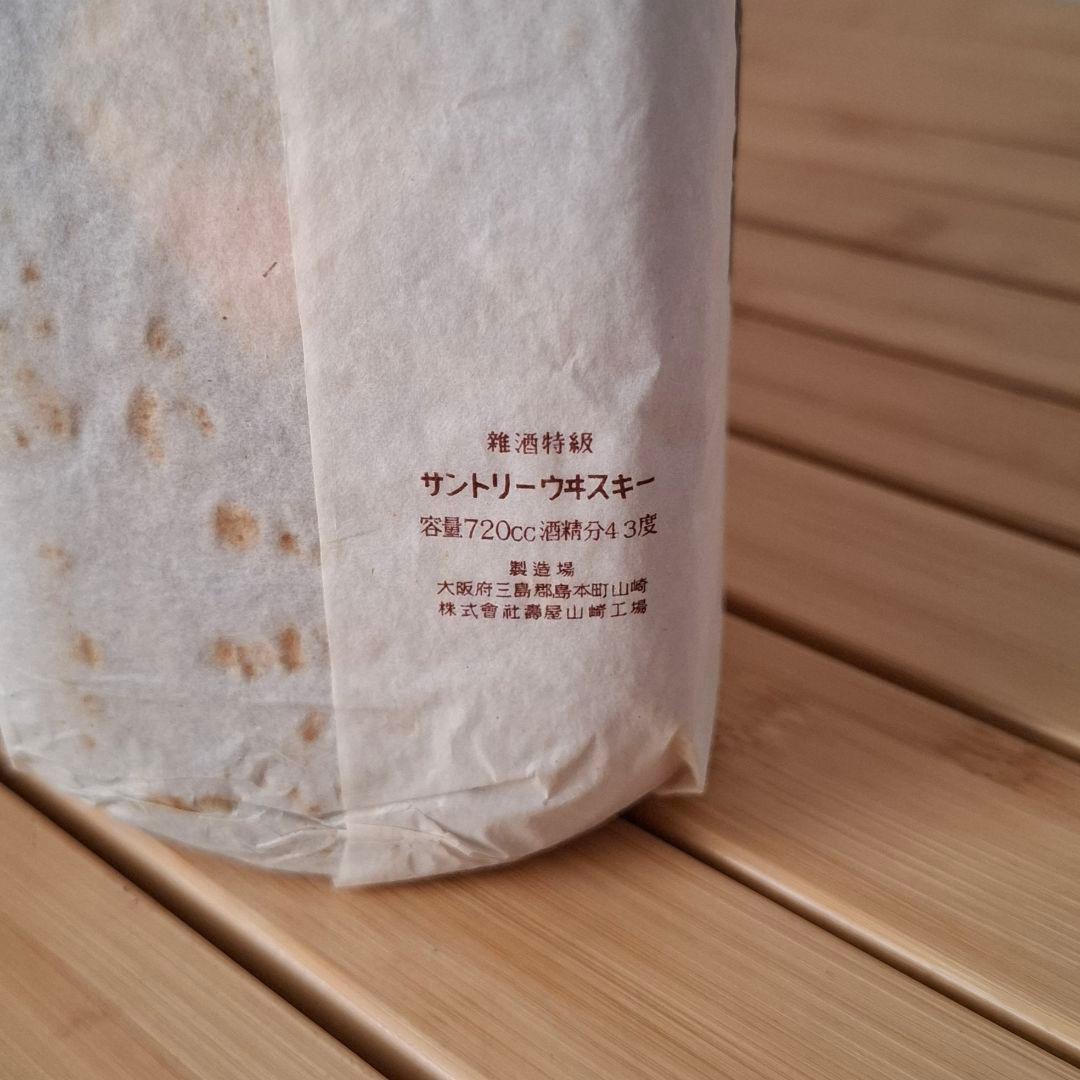 雜酒特級
サントリーウヰスキー
容量720cc酒精分43度
製造場
大阪府三島郡島本町山崎
株式會社壽屋山崎工場